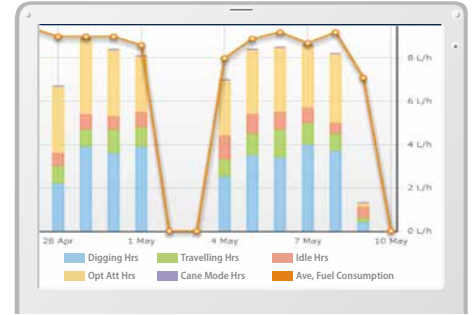 8 L/h
6 L/h
4 L/h
2 L/h
0 L/h
28 Apr 1 May 4 May 7 May 10 May
Digging Hrs Travelling Hrs Idle Hrs
Opt Att Hrs Cane Mode Hrs Ave, Fuel Consumption